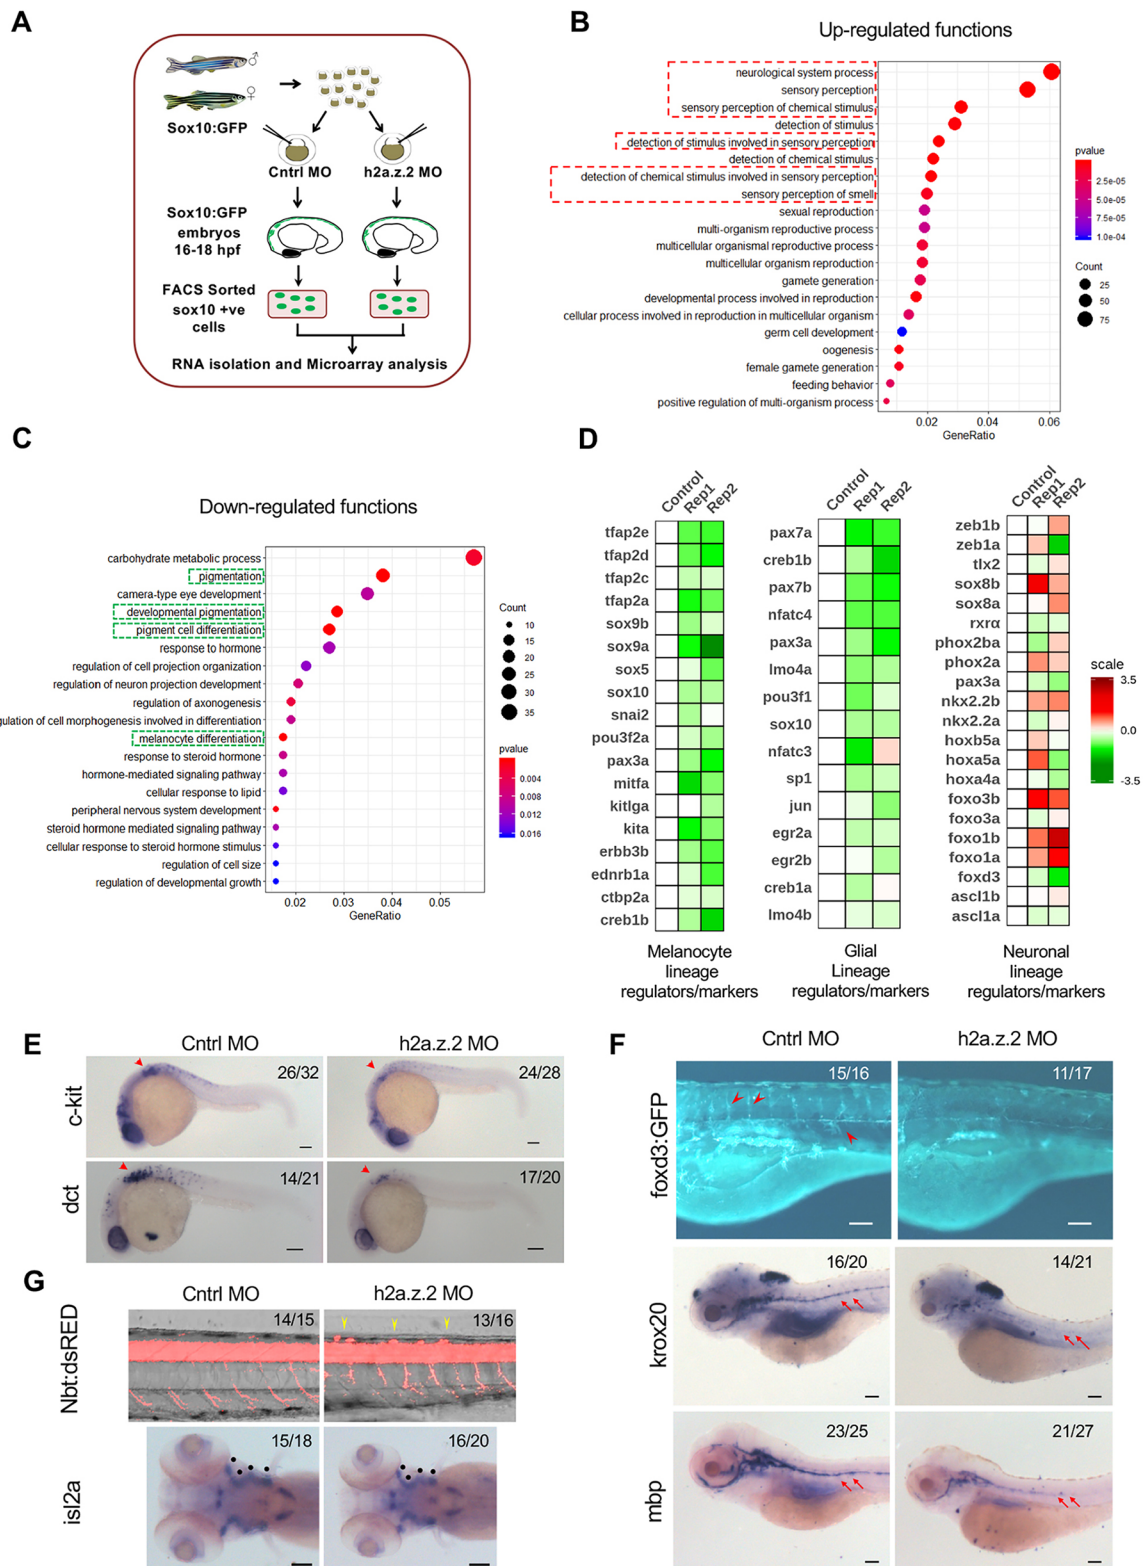 A
♂
♀
Sox10:GFP
Cntrl MO
h2a.z.2 MO
Sox10:GFP
embryos
16-18 hpf
FACS Sorted
sox10 +ve
cells
RNA isolation and Microarray analysis
B
Up-regulated functions
neurological system process
sensory perception
sensory perception of chemical stimulus
detection of stimulus
detection of stimulus involved in sensory perception
detection of chemical stimulus
detection of chemical stimulus involved in sensory perception
sensory perception of smell
sexual reproduction
multi-organism reproductive process
multicellular organismal reproductive process
multicellular organism reproduction
gamete generation
developmental process involved in reproduction
cellular process involved in reproduction in multicellular organism
germ cell development
oogenesis
female gamete generation
feeding behavior
positive regulation of multi-organism process
0.02 0.04 0.06
GeneRatio
pvalue
2.5e-05
5.0e-05
7.5e-05
1.0e-04
Count
25
50
75
C
Down-regulated functions
carbohydrate metabolic process
pigmentation
camera-type eye development
developmental pigmentation
pigment cell differentiation
response to hormone
regulation of cell projection organization
regulation of neuron projection development
regulation of axonogenesis
gulation of cell morphogenesis involved in differentiation
melanocyte differentiation
response to steroid hormone
hormone-mediated signaling pathway
cellular response to lipid
peripheral nervous system development
steroid hormone mediated signaling pathway
cellular response to steroid hormone stimulus
regulation of cell size
regulation of developmental growth
0.02 0.03 0.04 0.05
GeneRatio
Count
10
15
20
25
30
35
pvalue
0.004
0.008
0.012
0.016
D
Control Rep1 Rep2
tfap2e
tfap2d
tfap2c
tfap2a
sox9b
sox9a
sox5
sox10
snai2
pou3f2a
pax3a
mitfa
kitlga
kita
erbb3b
ednrb1a
ctbp2a
creb1b
Melanocyte
lineage
regulators/markers
Control Rep1 Rep2
pax7a
creb1b
pax7b
nfatc4
pax3a
lmo4a
pou3f1
sox10
nfatc3
sp1
jun
egr2a
egr2b
creb1a
lmo4b
Glial
Lineage
regulators/markers
Control Rep1 Rep2
zeb1b
zeb1a
tlx2
sox8b
sox8a
rxrα
phox2ba
phox2a
pax3a
nkx2.2b
nkx2.2a
hoxb5a
hoxa5a
hoxa4a
foxo3b
foxo3a
foxo1b
foxo1a
foxd3
ascl1b
ascl1a
Neuronal
lineage
regulators/markers
scale
3.5
0.0
-3.5
E
Cntrl MO
h2a.z.2 MO
c-kit
26/32
24/28
dct
14/21
17/20
F
Cntrl MO
h2a.z.2 MO
foxd3:GFP
15/16
11/17
krox20
16/20
14/21
mbp
23/25
21/27
G
Cntrl MO
h2a.z.2 MO
Nbt:dsRED
14/15
13/16
isl2a
15/18
16/20